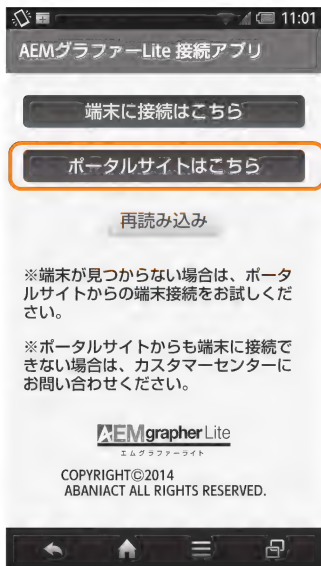 11:01
AEMグラファーLite 接続アプリ
端末に接続はこちら
ポータルサイトはこちら
再読み込み
※端末が見つからない場合は、ポータ
ルサイトからの端末接続をお試しくだ
さい。
※ポータルサイトからも端末に接続で
きない場合は、カスタマーセンターに
お問い合わせください。
AEMgrapher Lite
エムグラファーライト
COPYRIGHT©2014
ABANIACT ALL RIGHTS RESERVED.